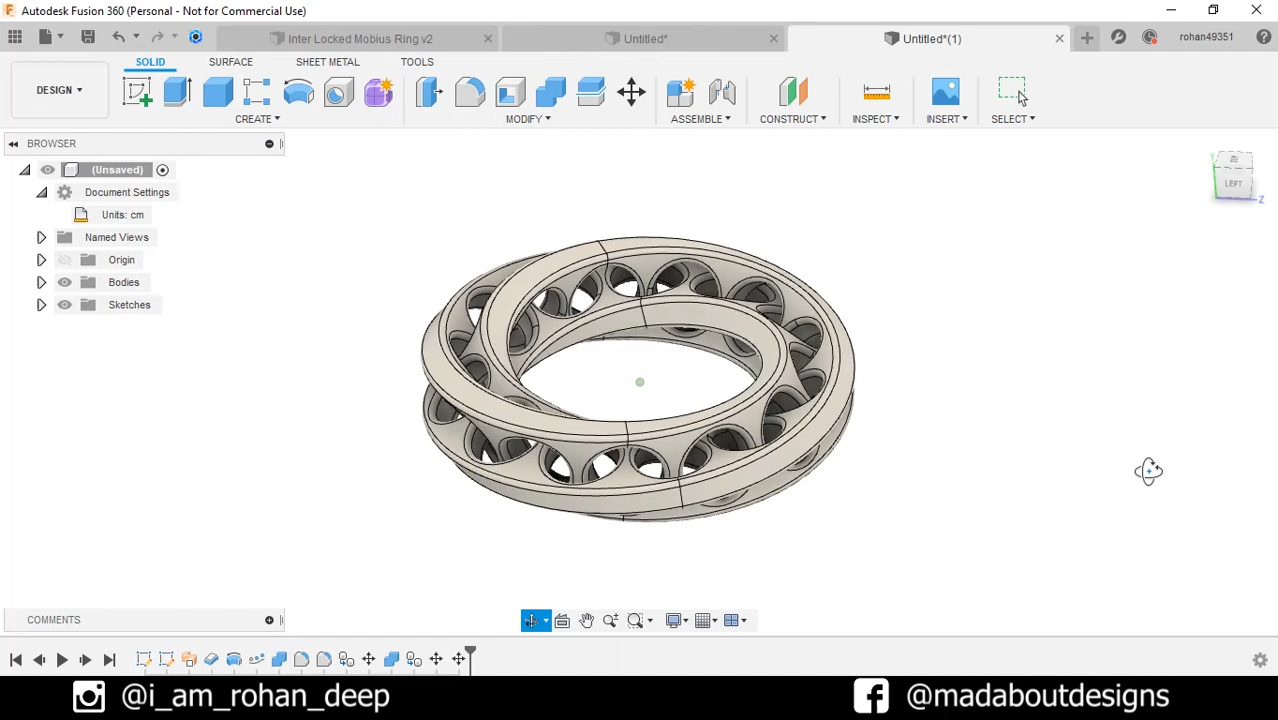 Autodesk Fusion 360 (Personal - Not for Commercial Use)
Inter Locked Mobius Ring v2
Untitled*
Untitled*(1)
rohan49351
SOLID
SURFACE
SHEET METAL
TOOLS
DESIGN
CREATE
MODIFY
ASSEMBLE
CONSTRUCT
INSPECT
INSERT
SELECT
BROWSER
(Unsaved)
Document Settings
Units: cm
Named Views
Origin
Bodies
Sketches
LEFT
Z
COMMENTS
@i_am_rohan_deep
@madaboutdesigns